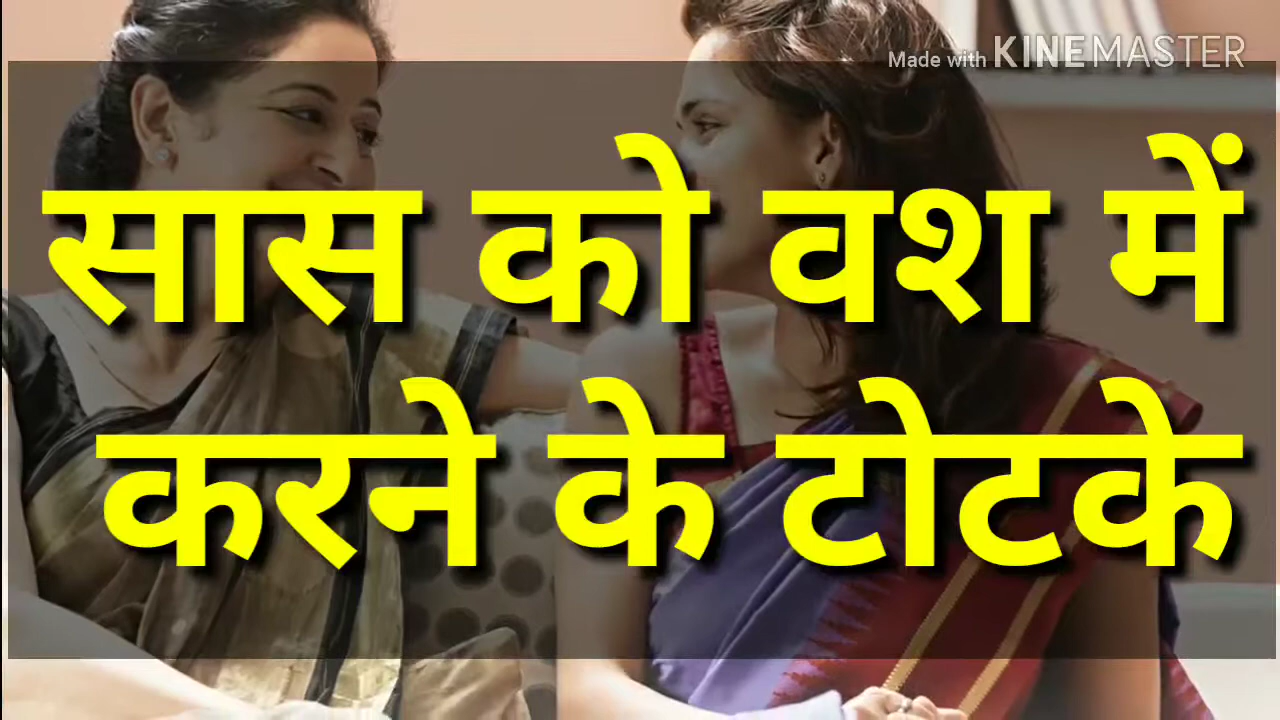 Made with KINEMASTER
सास को वश में
करने के टोटके